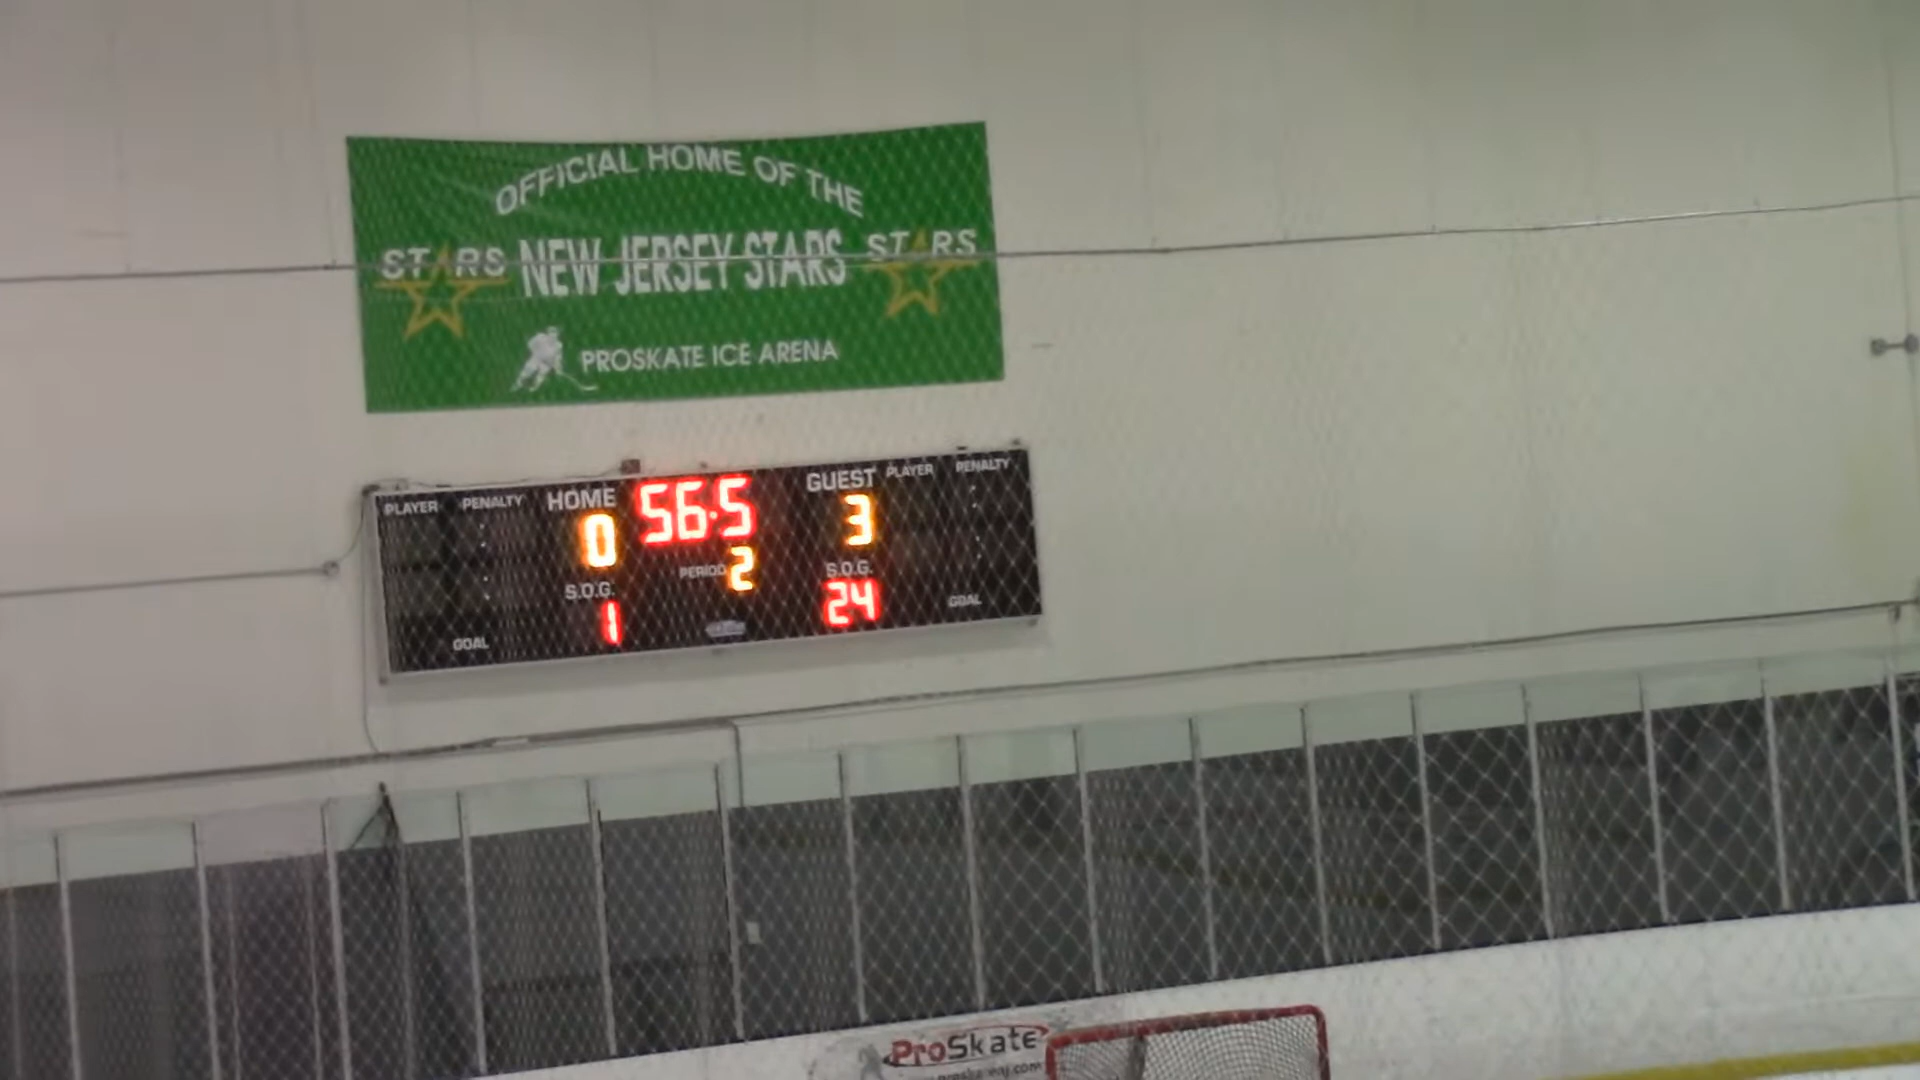 OFFICIAL HOME OF THE
STARS NEW JERSEY STARS STARS
PROSKATE ICE ARENA
PLAYER PENALTY HOME 56.5 GUEST PLAYER PENALTY
0 3
S.O.G. PERIOD 2 S.O.G.
1 24
GOAL GOAL
ProSkate